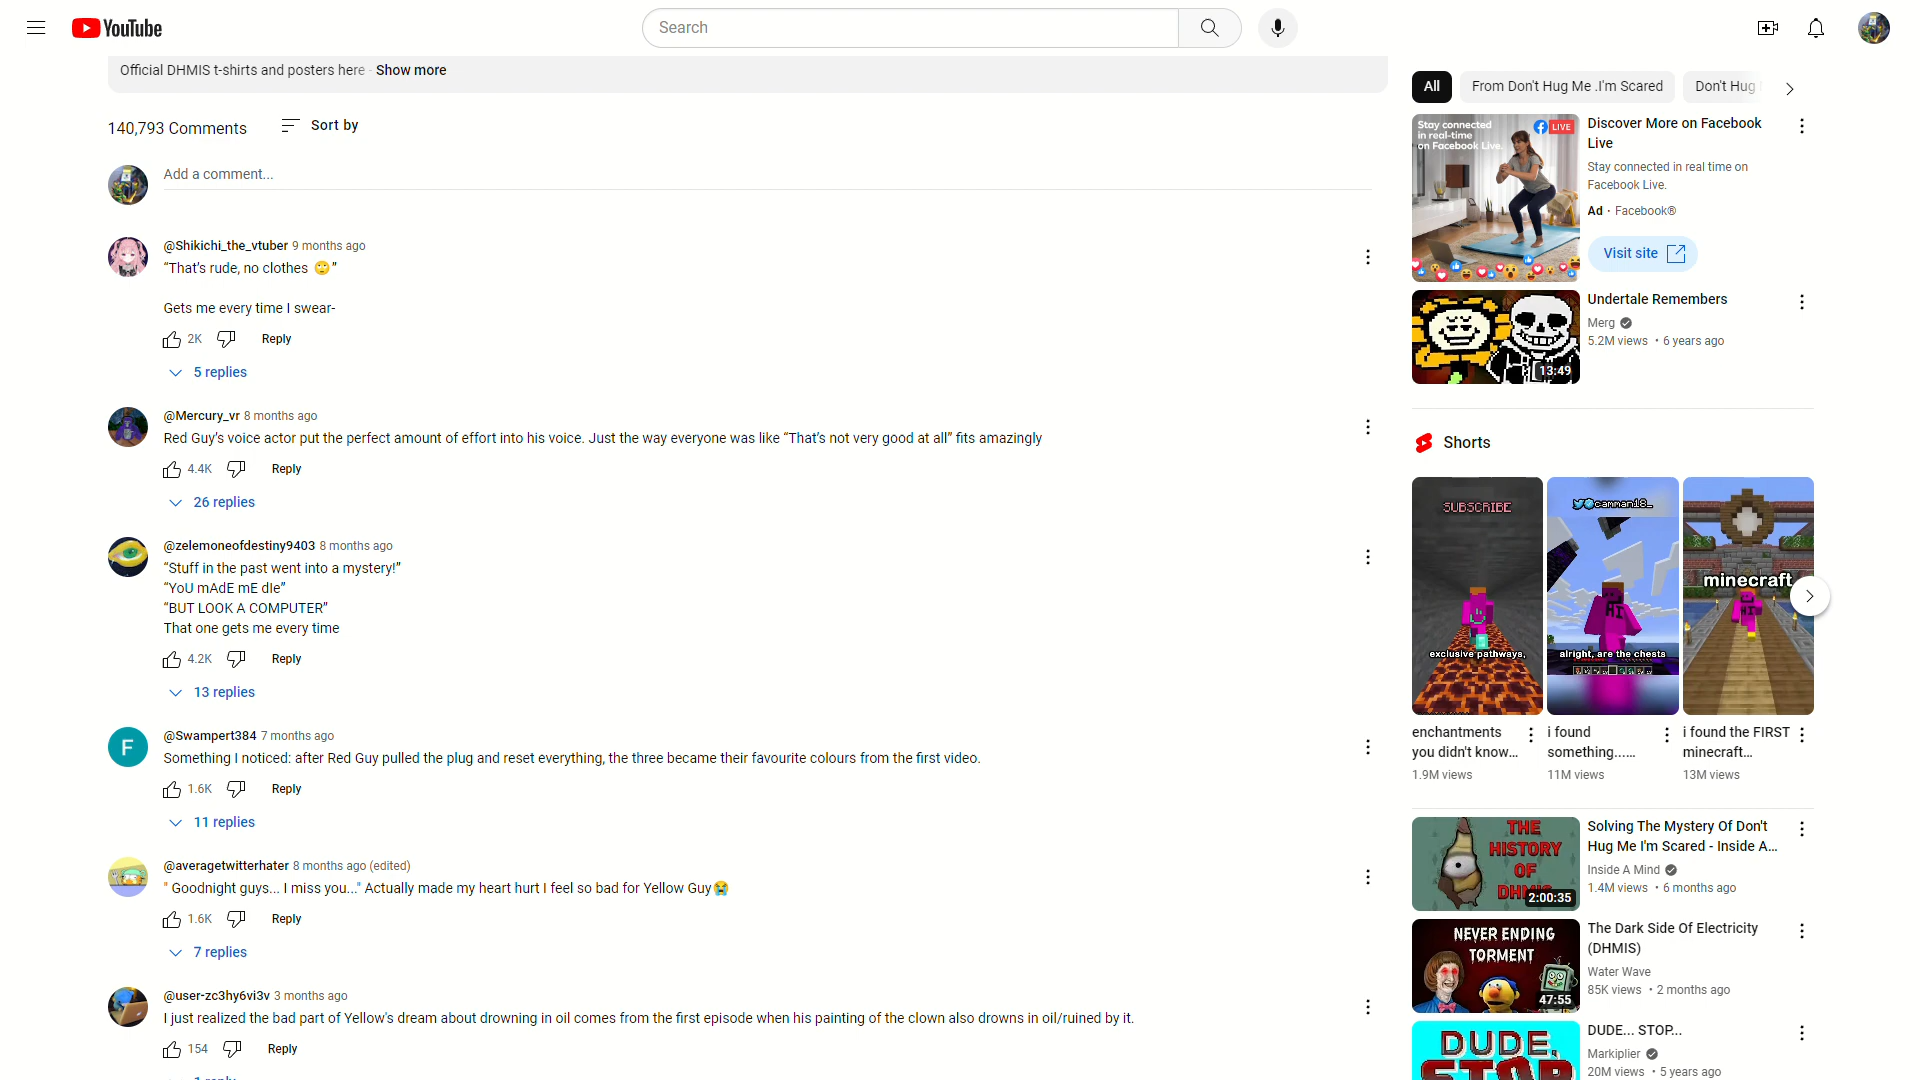 YouTube
Search
Official DHMIS t-shirts and posters here - Show more
140,793 Comments
Sort by
Add a comment...
@Shikichi_the_vtuber 9 months ago
“That’s rude, no clothes 🙄”
Gets me every time I swear-
2K
Reply
5 replies
@Mercury_vr 8 months ago
Red Guy’s voice actor put the perfect amount of effort into his voice. Just the way everyone was like “That’s not very good at all” fits amazingly
4.4K
Reply
26 replies
@zelemoneofdestiny9403 8 months ago
“Stuff in the past went into a mystery!”
“YoU mAdE mE dIe”
“BUT LOOK A COMPUTER”
That one gets me every time
4.2K
Reply
13 replies
F
@Swampert384 7 months ago
Something I noticed: after Red Guy pulled the plug and reset everything, the three became their favourite colours from the first video.
1.6K
Reply
11 replies
@averagetwitterhater 8 months ago (edited)
" Goodnight guys... I miss you..." Actually made my heart hurt I feel so bad for Yellow Guy😭
1.6K
Reply
7 replies
@user-zc3hy6vi3v 3 months ago
I just realized the bad part of Yellow's dream about drowning in oil comes from the first episode when his painting of the clown also drowns in oil/ruined by it.
154
Reply
All
From Don't Hug Me .I'm Scared
Don't Hug
Stay connected
in real-time
on Facebook Live.
LIVE
Discover More on Facebook
Live
Stay connected in real time on
Facebook Live.
Ad · Facebook®
Visit site
13:49
Undertale Remembers
Merg
5.2M views • 6 years ago
Shorts
SUBSCRIBE
exclusive pathways,
enchantments
you didn't know...
1.9M views
camman18_
HI
alright, are the chests
i found
something......
11M views
minecraft
HI
i found the FIRST
minecraft...
13M views
THE
HISTORY
OF
DHMIS
2:00:35
Solving The Mystery Of Don't
Hug Me I'm Scared - Inside A...
Inside A Mind
1.4M views • 6 months ago
NEVER ENDING
TORMENT
47:55
The Dark Side Of Electricity
(DHMIS)
Water Wave
85K views • 2 months ago
DUDE,
STOP
DUDE... STOP...
Markiplier
20M views • 5 years ago